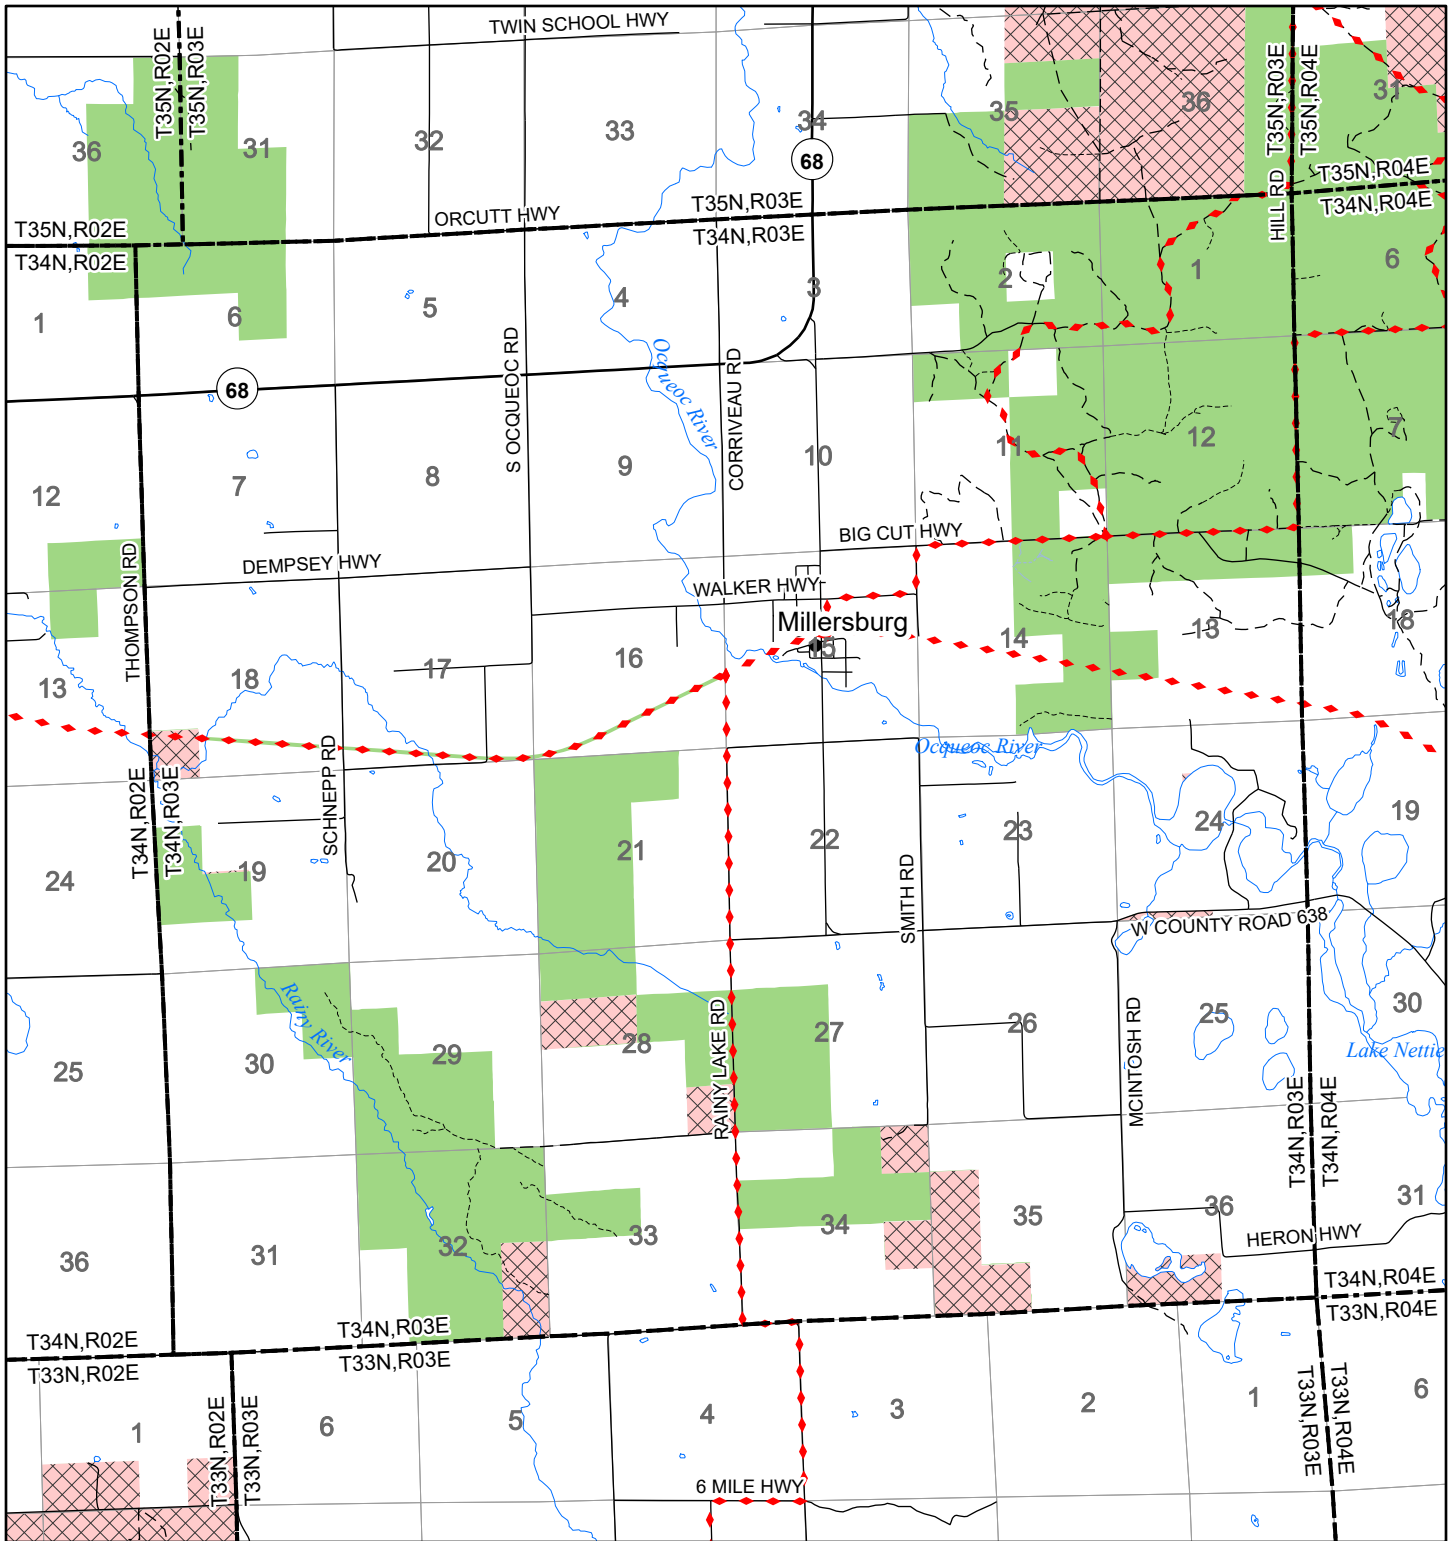 TWIN SCHOOL HWY
T35N,R02E
T35N,R03E
36
31
32
33
34
68
35
36
T35N,R03E
T35N,R04E
31
T35N,R02E
T34N,R02E
ORCUTT HWY
T35N,R03E
T34N,R03E
HILL RD
T35N,R04E
T34N,R04E
1
6
5
4
3
2
1
6
68
S OCQUEOC RD
Ocqueoc River
CORRIVEAU RD
12
7
8
9
10
11
12
7
THOMPSON RD
DEMPSEY HWY
BIG CUT HWY
WALKER HWY
Millersburg
13
18
17
16
15
14
13
18
Ocqueoc River
T34N,R02E
T34N,R03E
SCHNEPP RD
24
19
20
21
22
SMITH RD
23
24
19
W COUNTY ROAD 638
Rainy River
25
30
29
28
RAINY LAKE RD
27
26
MCINTOSH RD
25
30
Lake Nettie
T34N,R03E
T34N,R04E
36
31
32
33
34
35
36
31
HERON HWY
T34N,R02E
T33N,R02E
T34N,R03E
T33N,R03E
T34N,R04E
T33N,R04E
1
T33N,R02E
T33N,R03E
6
5
4
3
2
1
T33N,R03E
T33N,R04E
6
6 MILE HWY